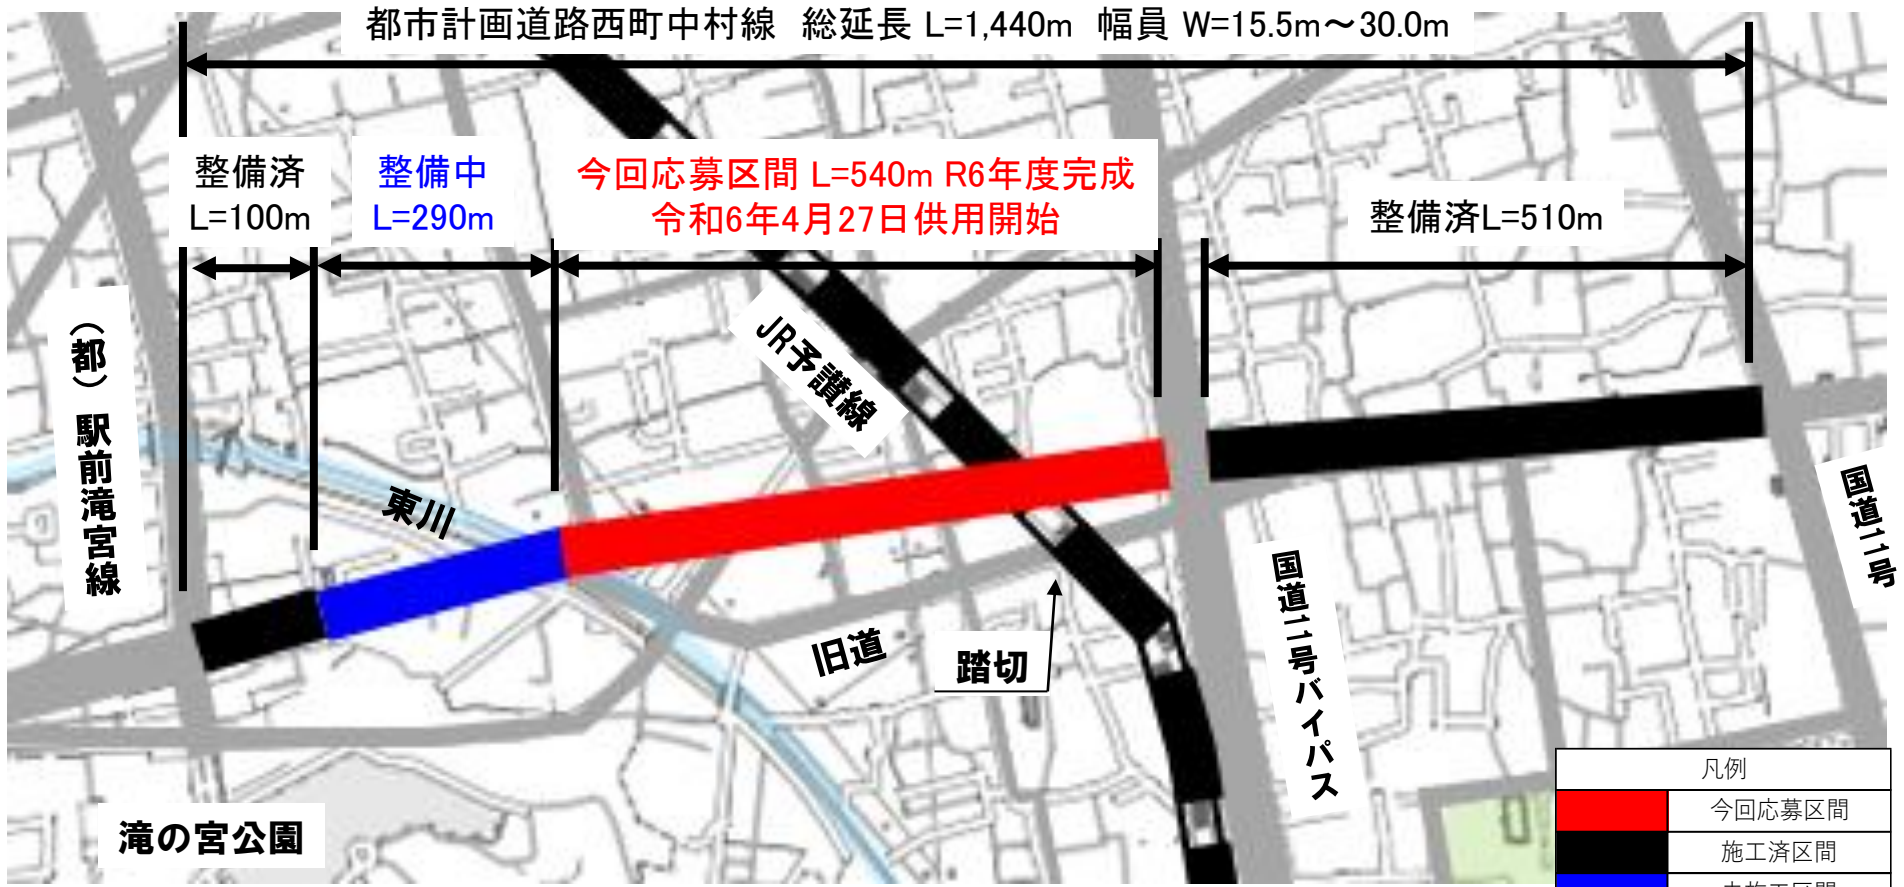 都市計画道路西町中村線 総延長 L=1,440m 幅員 W=15.5m～30.0m
整備済
L=100m
整備中
L=290m
今回応募区間 L=540m R6年度完成
令和6年4月27日供用開始
整備済L=510m
（都）駅前滝宮線
JR予讃線
東川
旧道
踏切
国道11号バイパス
国道11号
滝の宮公園
凡例
今回応募区間
施工済区間